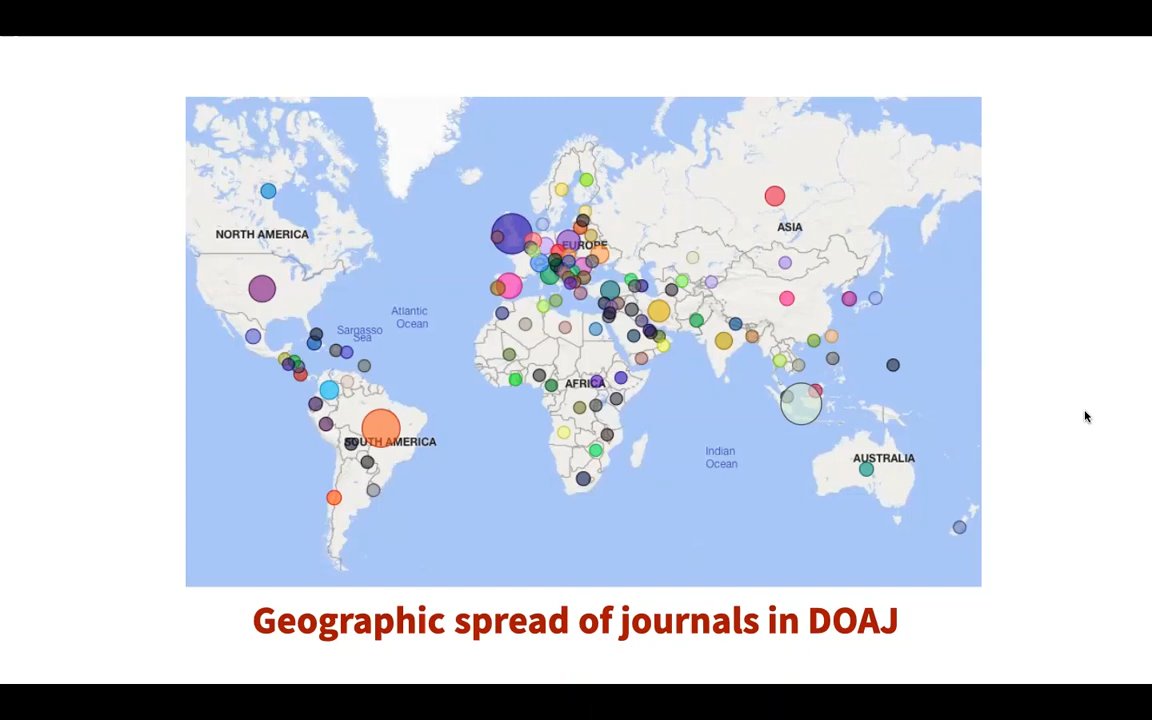 NORTH AMERICA
ASIA
EUROPE
Atlantic
Ocean
Sargasso
Sea
AFRICA
SOUTH AMERICA
Indian
Ocean
AUSTRALIA
Geographic spread of journals in DOAJ